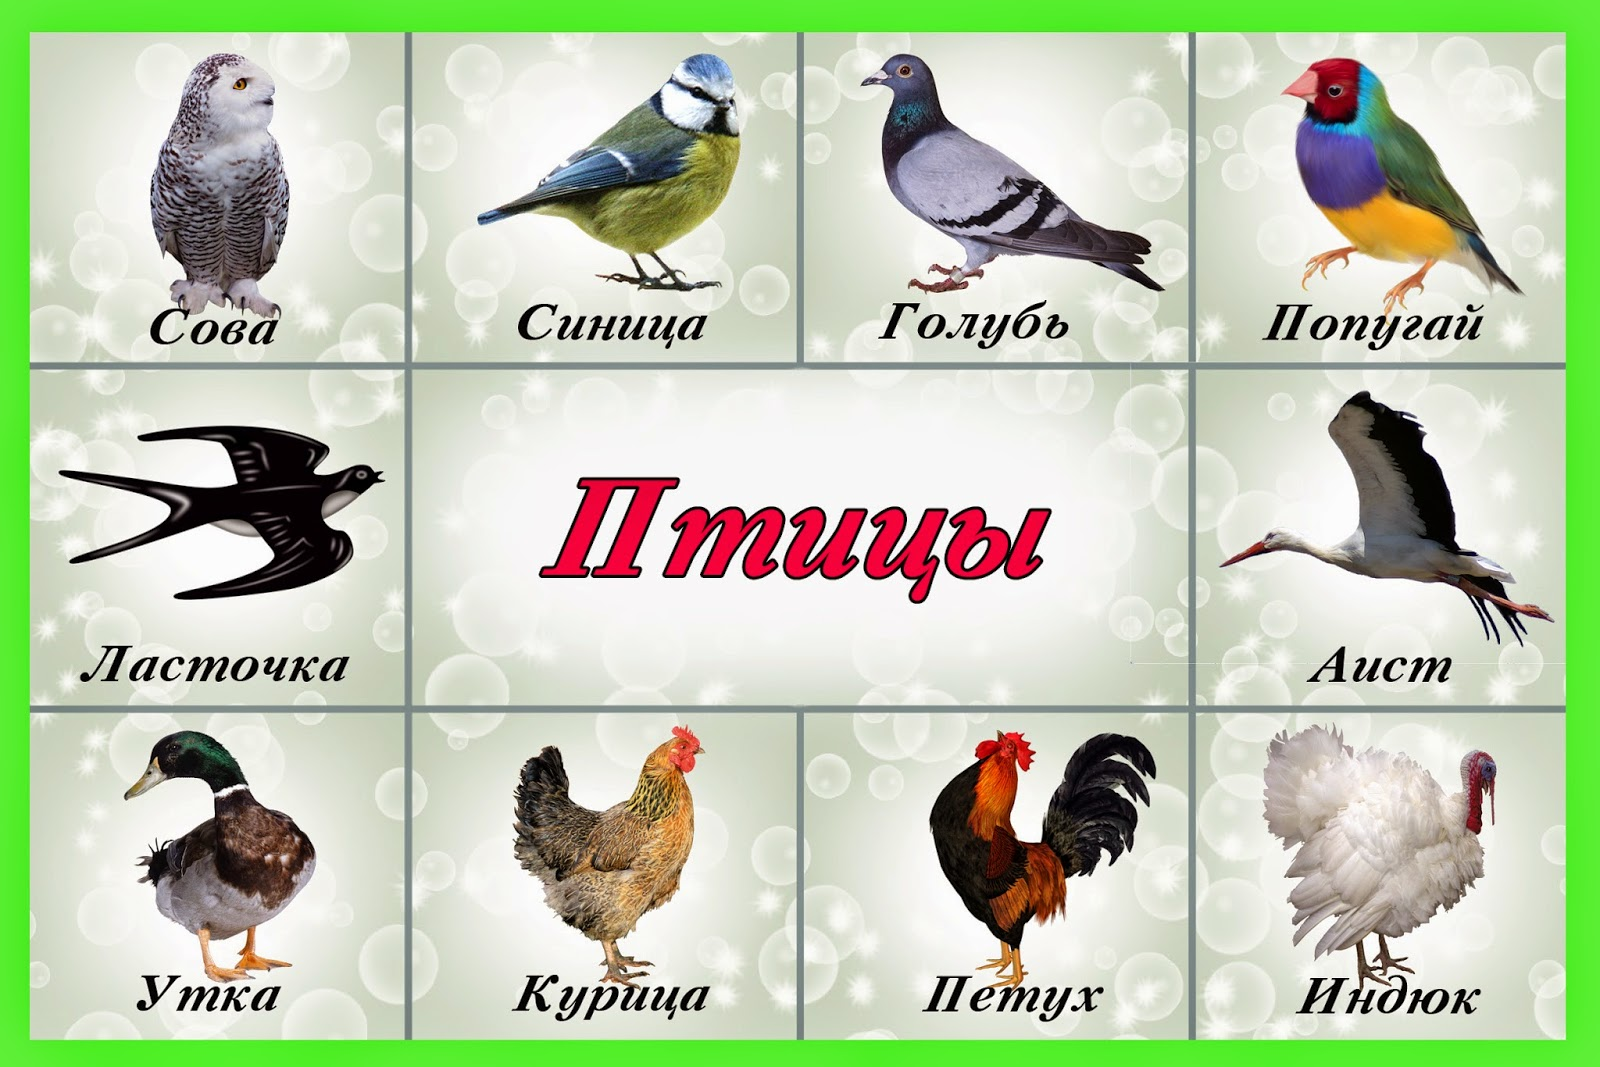 Сова
Синица
Голубь
Попугай
Ласточка
Птицы
Аист
Утка
Курица
Петух
Индюк